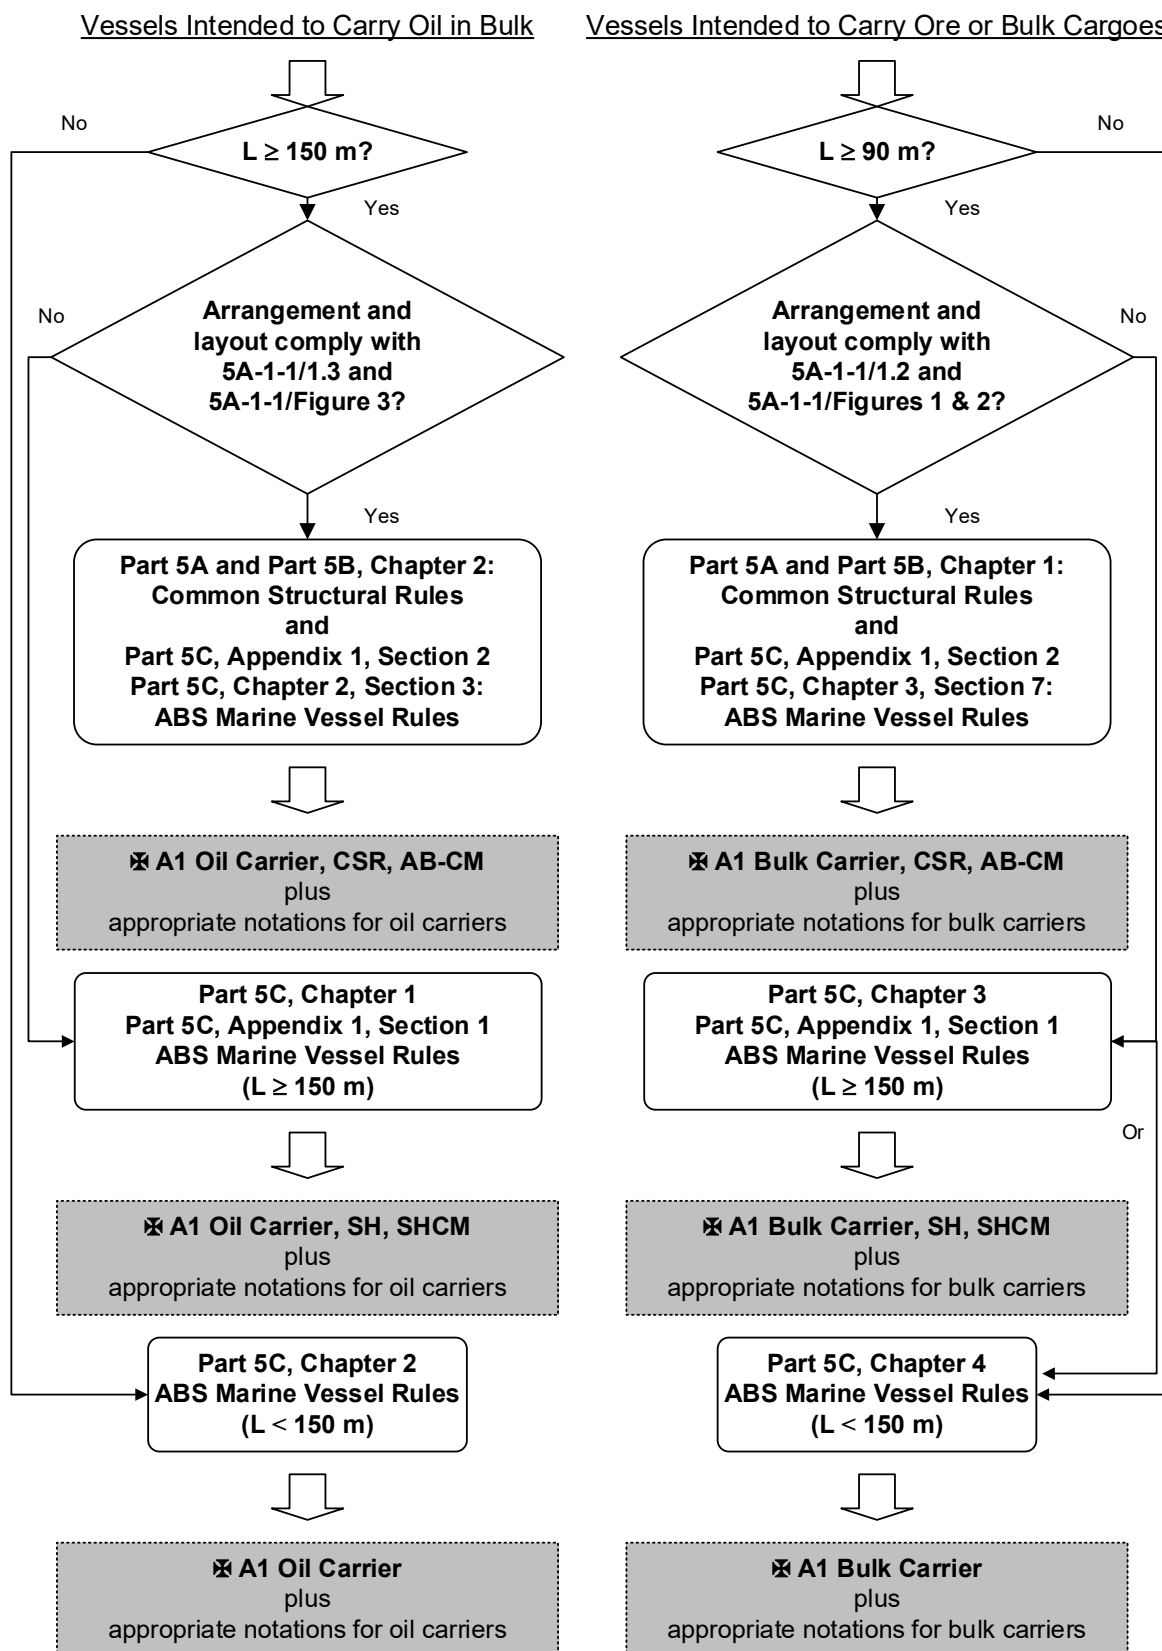 Vessels Intended to Carry Oil in Bulk
No
L ≥ 150 m?
Yes
No
Arrangement and
layout comply with
5A-1-1/1.3 and
5A-1-1/Figure 3?
Yes
Part 5A and Part 5B, Chapter 2:
Common Structural Rules
and
Part 5C, Appendix 1, Section 2
Part 5C, Chapter 2, Section 3:
ABS Marine Vessel Rules
✠ A1 Oil Carrier, CSR, AB-CM
plus
appropriate notations for oil carriers
Part 5C, Chapter 1
Part 5C, Appendix 1, Section 1
ABS Marine Vessel Rules
(L ≥ 150 m)
✠ A1 Oil Carrier, SH, SHCM
plus
appropriate notations for oil carriers
Part 5C, Chapter 2
ABS Marine Vessel Rules
(L < 150 m)
✠ A1 Oil Carrier
plus
appropriate notations for oil carriers
Vessels Intended to Carry Ore or Bulk Cargoes
No
L ≥ 90 m?
Yes
No
Arrangement and
layout comply with
5A-1-1/1.2 and
5A-1-1/Figures 1 & 2?
Yes
Part 5A and Part 5B, Chapter 1:
Common Structural Rules
and
Part 5C, Appendix 1, Section 2
Part 5C, Chapter 3, Section 7:
ABS Marine Vessel Rules
✠ A1 Bulk Carrier, CSR, AB-CM
plus
appropriate notations for bulk carriers
Part 5C, Chapter 3
Part 5C, Appendix 1, Section 1
ABS Marine Vessel Rules
(L ≥ 150 m)
Or
✠ A1 Bulk Carrier, SH, SHCM
plus
appropriate notations for bulk carriers
Part 5C, Chapter 4
ABS Marine Vessel Rules
(L < 150 m)
✠ A1 Bulk Carrier
plus
appropriate notations for bulk carriers